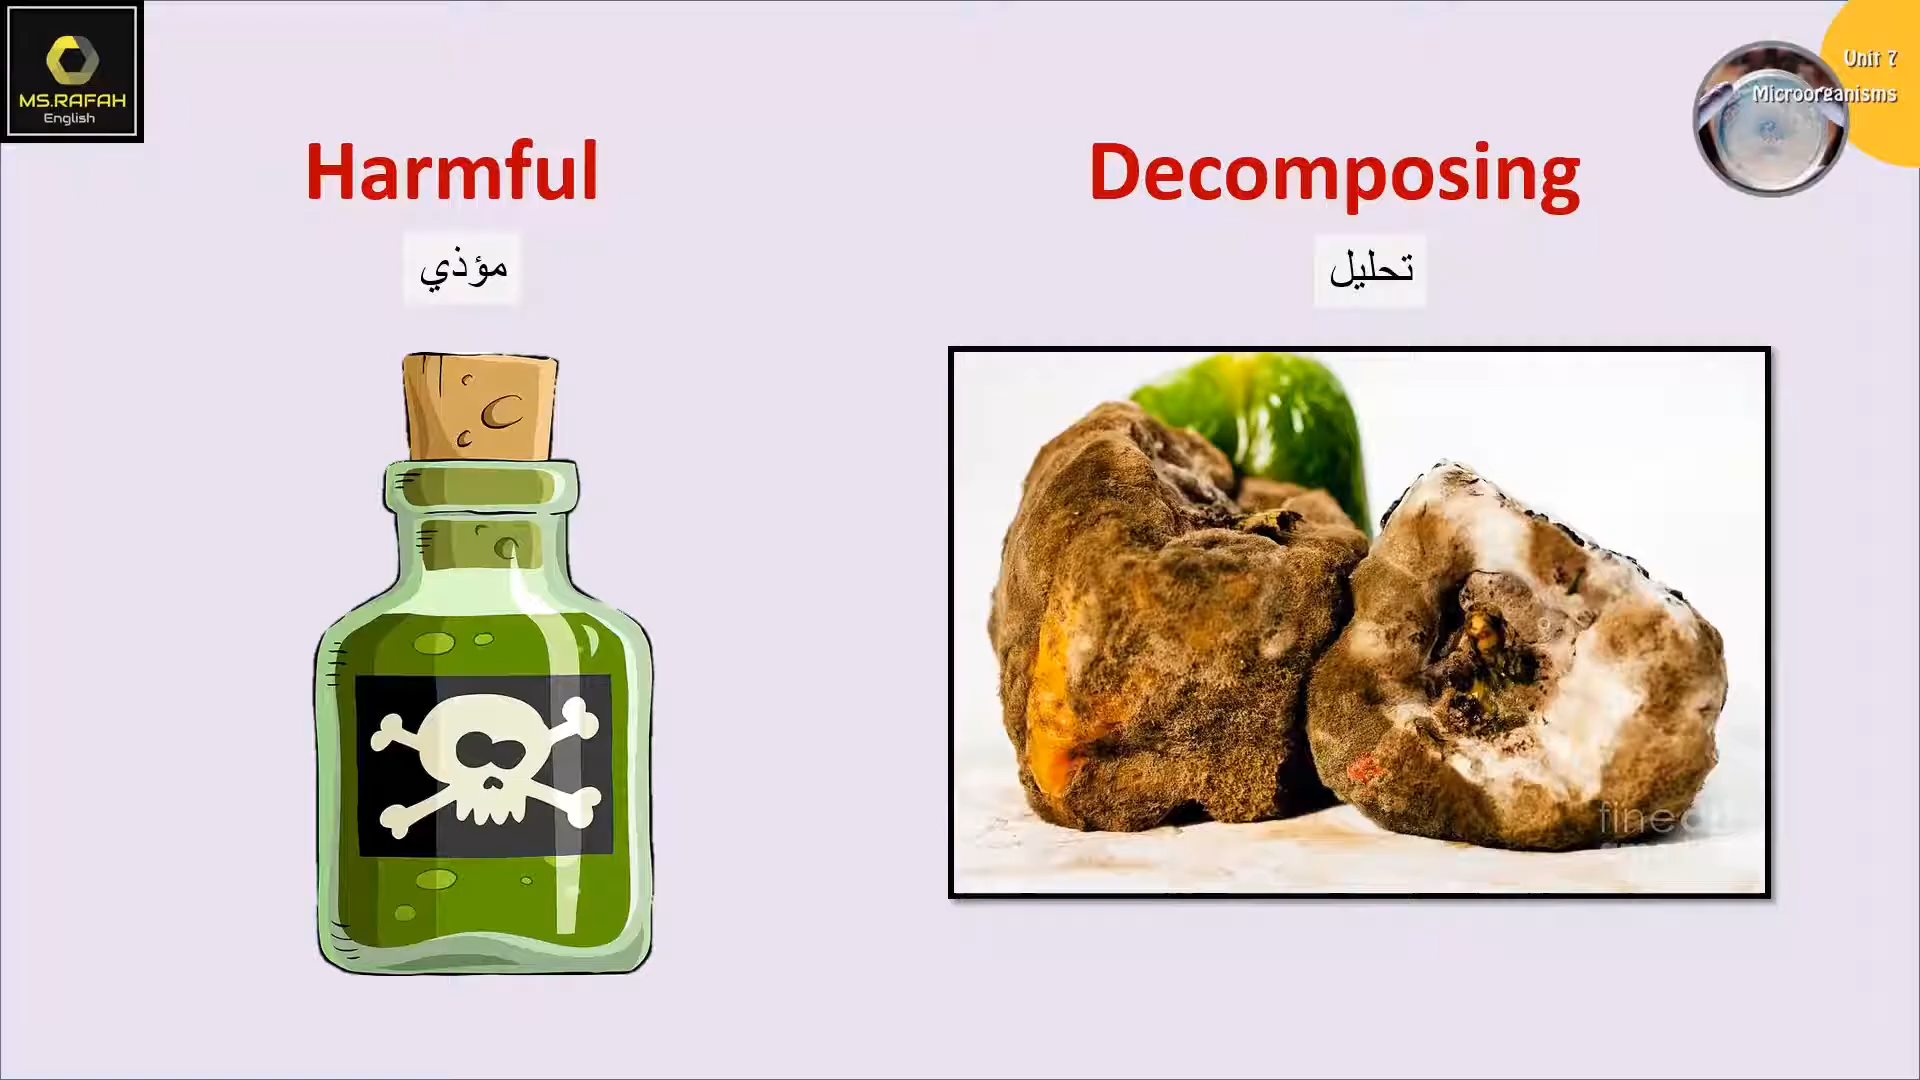 MS.RAFAH
English
Unit 7
Microorganisms
Harmful
مؤذي
Decomposing
تحليل